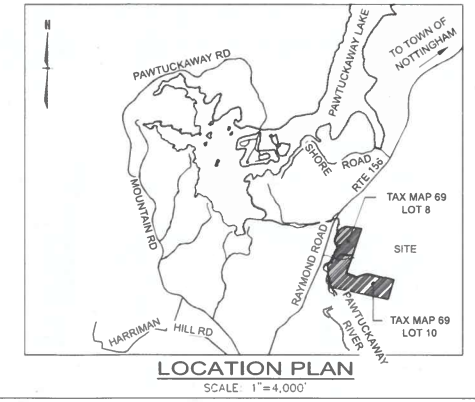 N
PAWTUCKAWAY RD
PAWTUCKAWAY LAKE
TO TOWN OF
NOTTINGHAM
SHORE ROAD
RTE 156
MOUNTAIN RD
TAX MAP 69
LOT 8
SITE
RAYMOND ROAD
PAWTUCKAWAY
RIVER
TAX MAP 69
LOT 10
HARRIMAN HILL RD
LOCATION PLAN
SCALE: 1"=4,000'